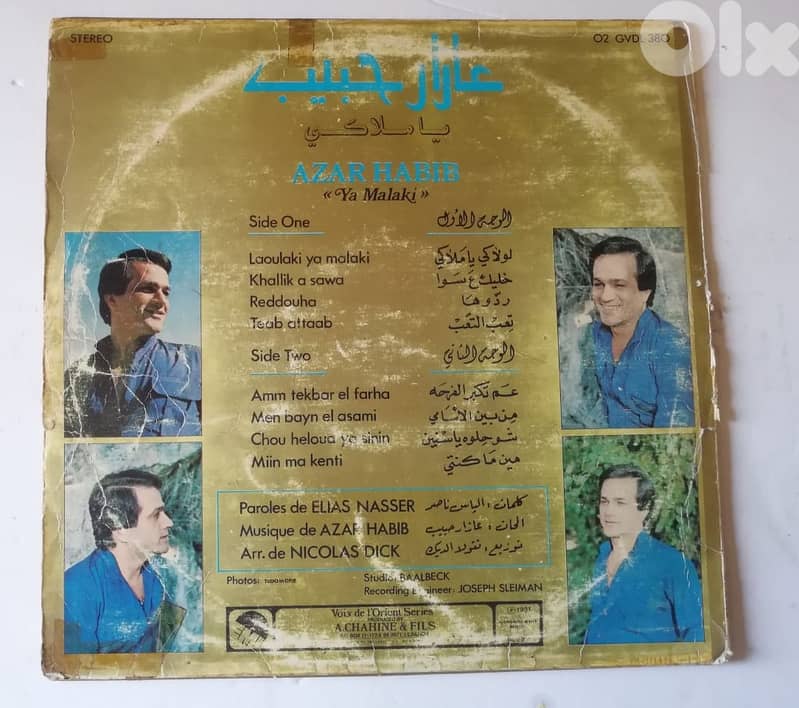 STEREO
O2 GVDL 380
OLX
عازار حبيب
يا ملاكي
AZAR HABIB
« Ya Malaki »
Side One الوجه الأول
Laoulaki ya malaki لولاكي يا ملاكي
Khallik a sawa خليك ع سوا
Reddouha ردوها
Teab attaab تعب التعب
Side Two الوجه الثاني
Amm tekbar el farha عم تكبر الفرحه
Men bayn el asami من بين الاسامي
Chou heloua ya sinin شو حلوه يا سنين
Miin ma kenti مين ما كنتي
Paroles de ELIAS NASSER كلمات : الياس ناصر
Musique de AZAR HABIB الحان : عازار حبيب
Arr. de NICOLAS DICK توزيع : نقولا الديك
Photos:
Studio: BAALBECK
Recording Engineer: JOSEPH SLEIMAN
Voix de l'Orient Series
PRODUCED BY
A.CHAHINE & FILS
℗ 1981